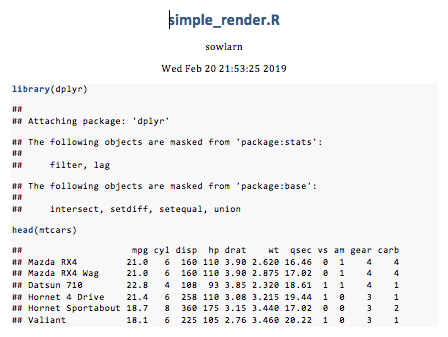 simple_render.R
sowlarn
Wed Feb 20 21:53:25 2019
library(dplyr)
##
## Attaching package: 'dplyr'
## The following objects are masked from 'package:stats':
##
##     filter, lag
## The following objects are masked from 'package:base':
##
##     intersect, setdiff, setequal, union
head(mtcars)
##                    mpg cyl disp  hp drat    wt  qsec vs am gear carb
## Mazda RX4         21.0   6  160 110 3.90 2.620 16.46  0  1    4    4
## Mazda RX4 Wag     21.0   6  160 110 3.90 2.875 17.02  0  1    4    4
## Datsun 710        22.8   4  108  93 3.85 2.320 18.61  1  1    4    1
## Hornet 4 Drive    21.4   6  258 110 3.08 3.215 19.44  1  0    3    1
## Hornet Sportabout 18.7   8  360 175 3.15 3.440 17.02  0  0    3    2
## Valiant           18.1   6  225 105 2.76 3.460 20.22  1  0    3    1